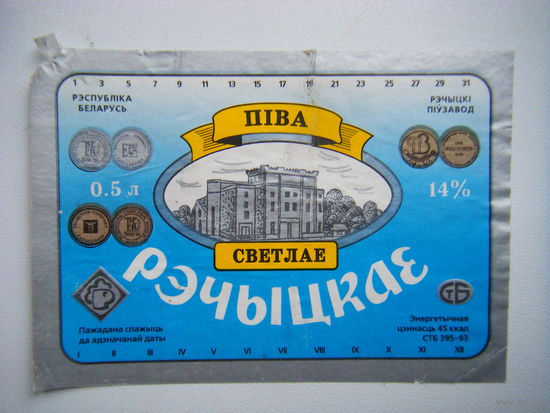 1 3 5 7 9 11 13 15 17 19 21 23 25 27 29 31
РЭСПУБЛІКА
БЕЛАРУСЬ
ПІВА
РЭЧЫЦКІ
ПІЎЗАВОД
0.5 л
14%
СВЕТЛАЕ
РЭЧЫЦКАЕ
СТБ
Пажадана спажыць
да адзначанай даты
Энергетычная
цэннасць 45 ккал
СТБ 395-93
I II III IV V VI VII VIII IX X XI XII